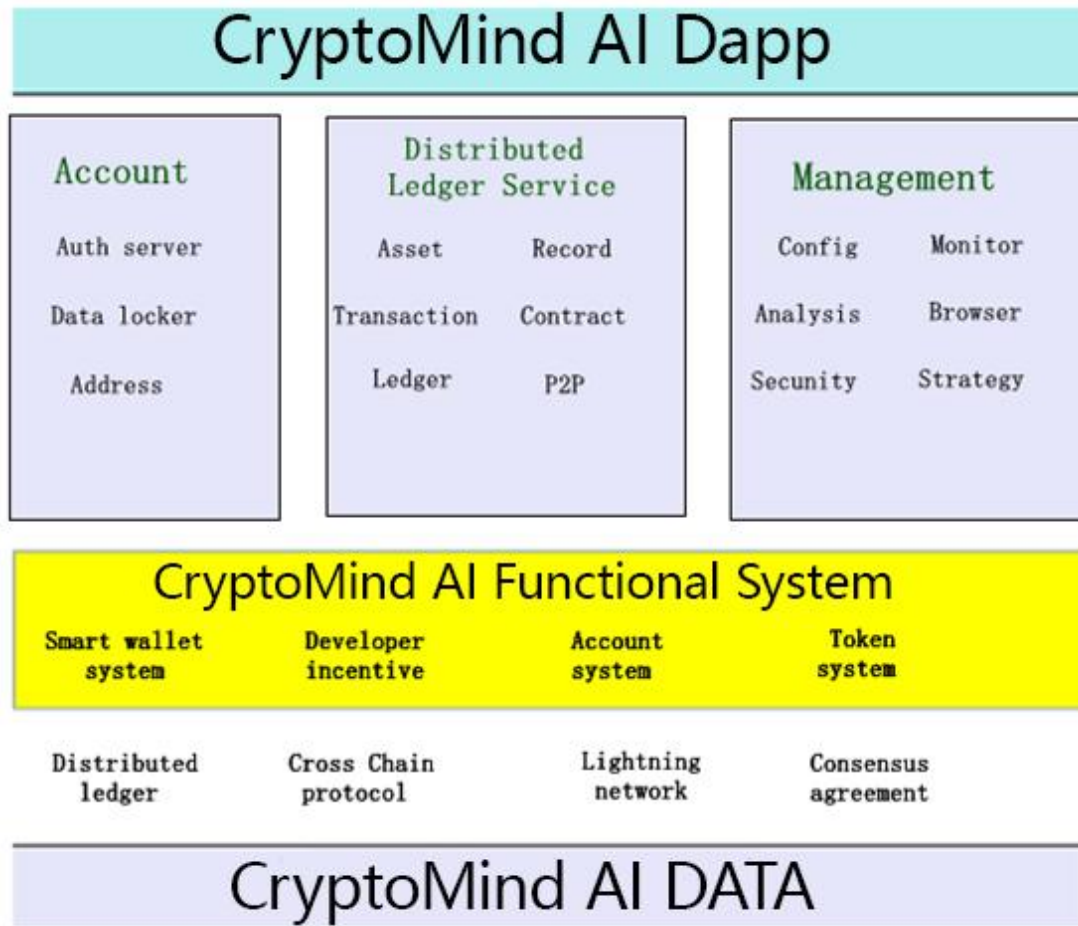 CryptoMind AI Dapp
Account
Auth server
Data locker
Address
Distributed
Ledger Service
Asset Record
Transaction Contract
Ledger P2P
Management
Config Monitor
Analysis Browser
Secunity Strategy
CryptoMind AI Functional System
Smart wallet
system
Developer
incentive
Account
system
Token
system
Distributed
ledger
Cross Chain
protocol
Lightning
network
Consensus
agreement
CryptoMind AI DATA